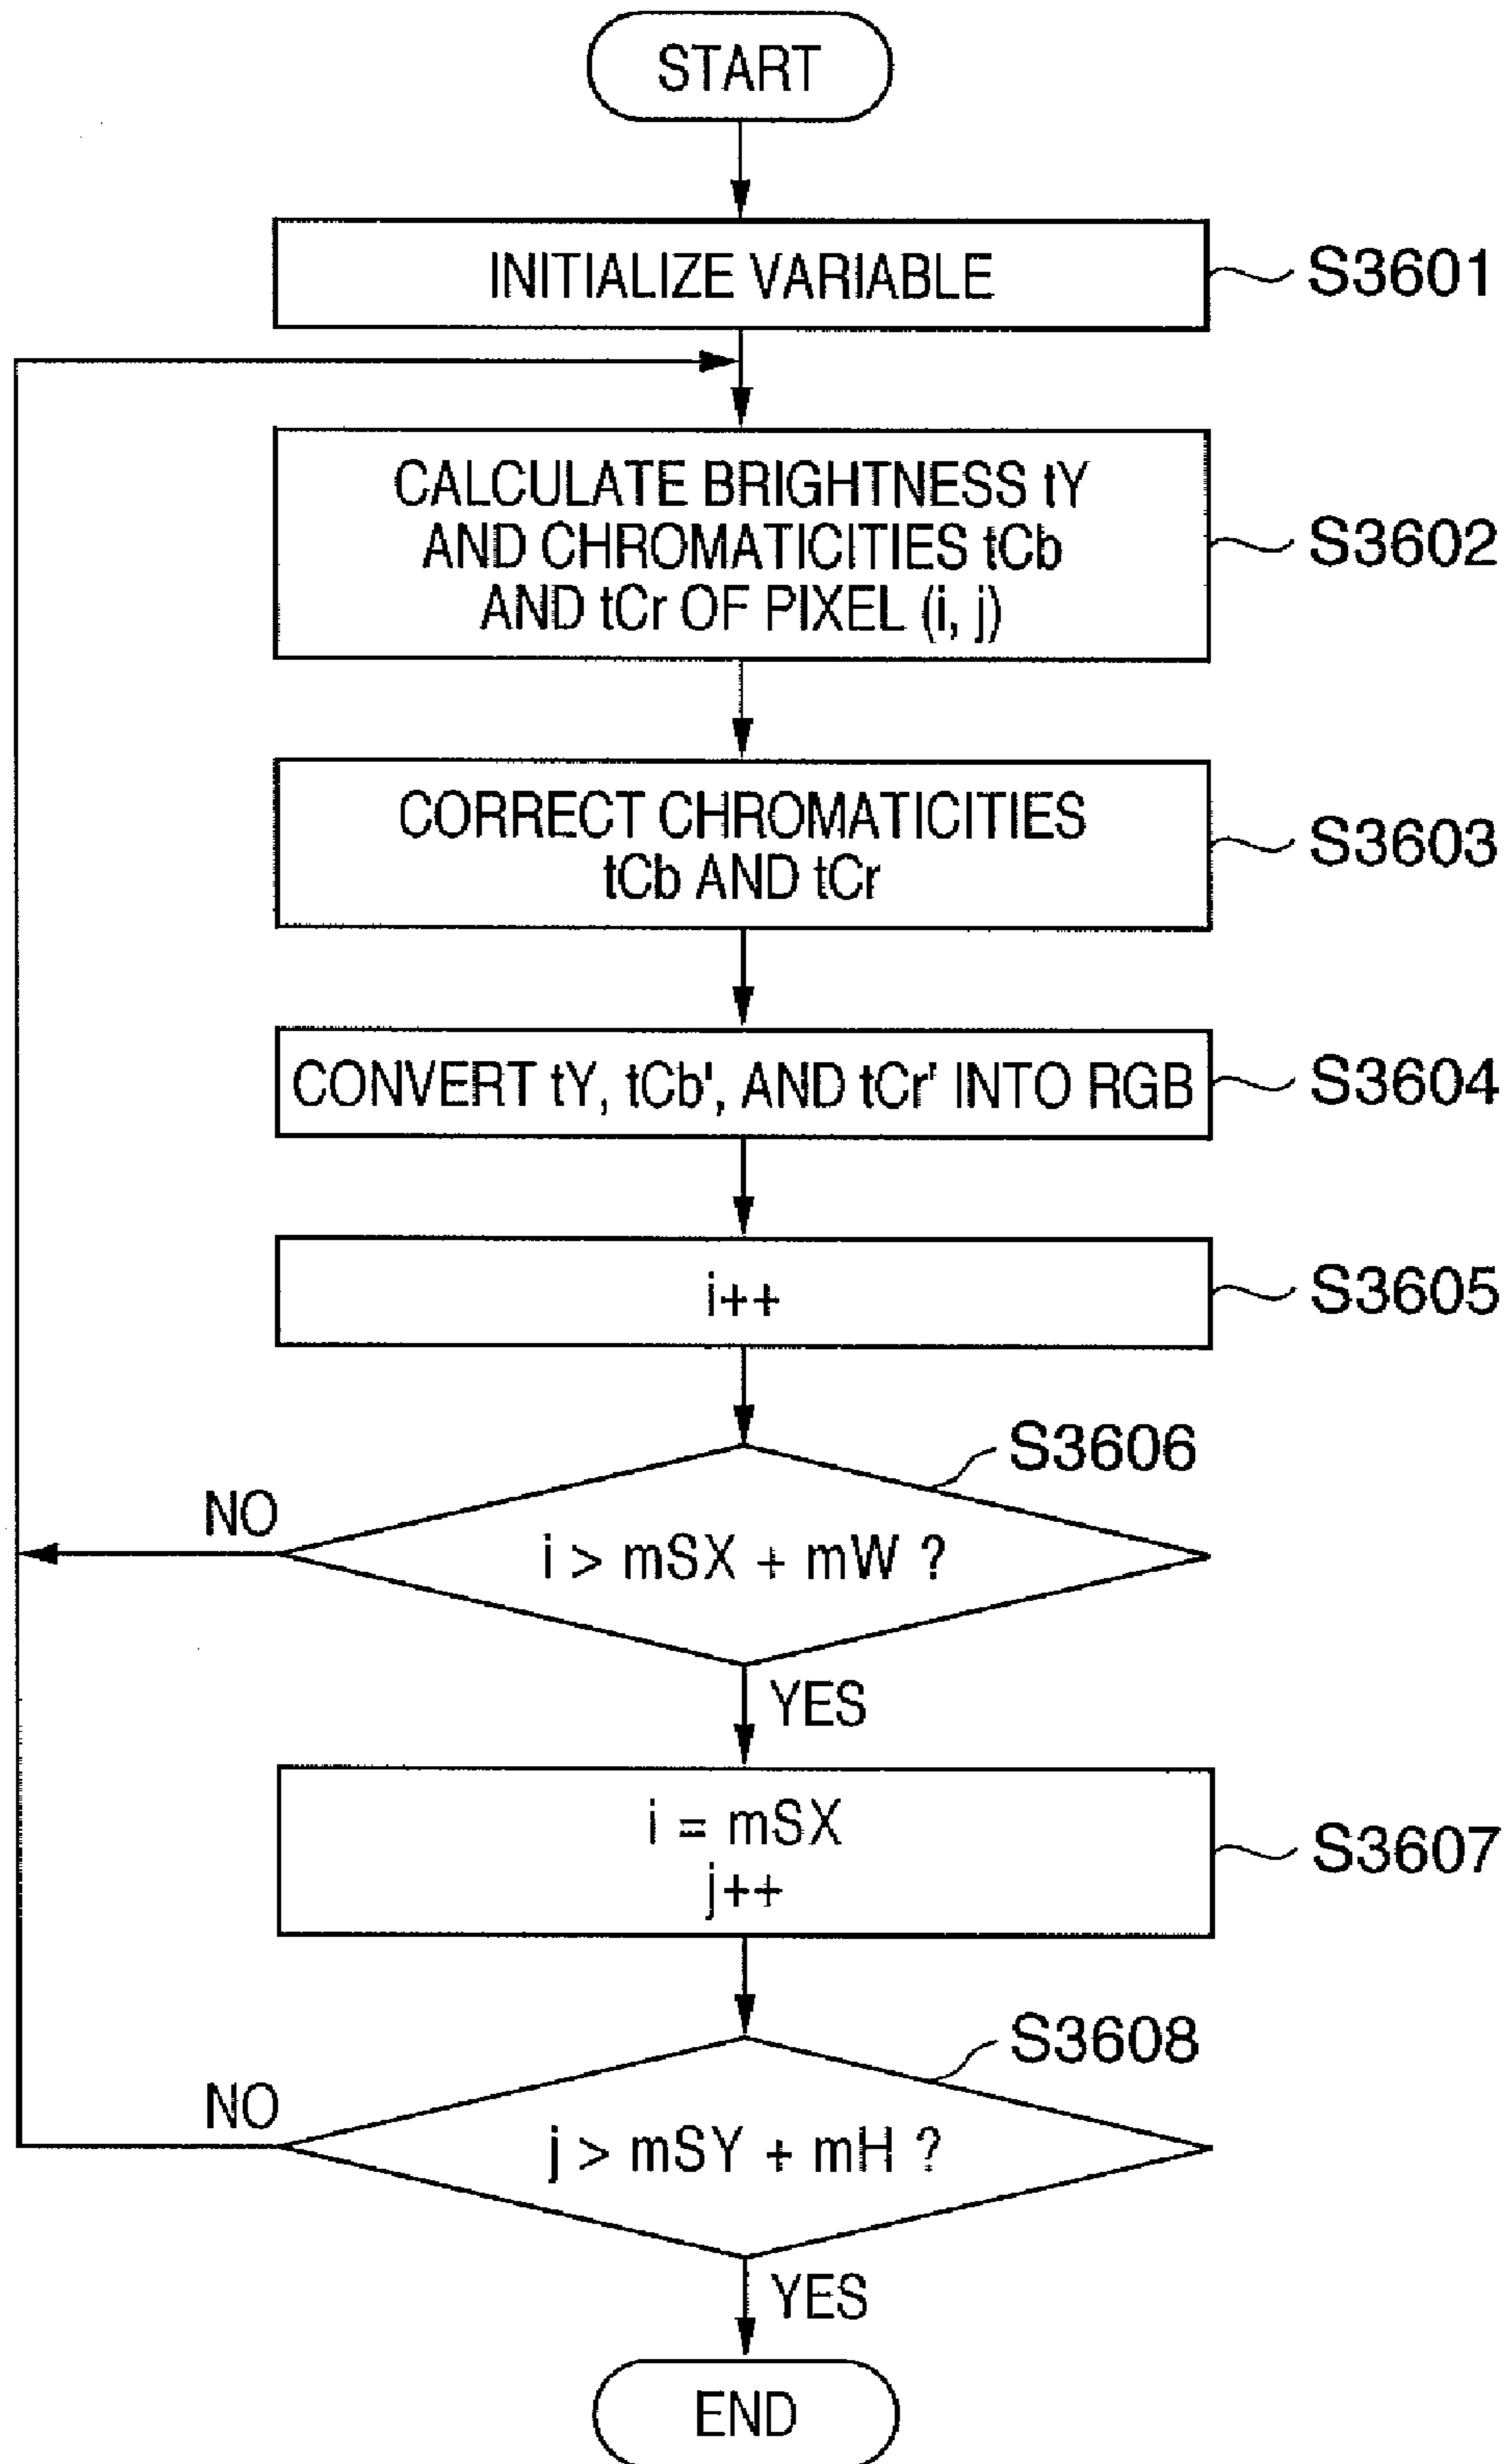 START
INITIALIZE VARIABLE
S3601
CALCULATE BRIGHTNESS tY
AND CHROMATICITIES tCb
AND tCr OF PIXEL (i, j)
S3602
CORRECT CHROMATICITIES
tCb AND tCr
S3603
CONVERT tY, tCb', AND tCr' INTO RGB
S3604
i++
S3605
S3606
NO
i > mSX + mW ?
YES
i = mSX
j++
S3607
S3608
NO
j > mSY + mH ?
YES
END